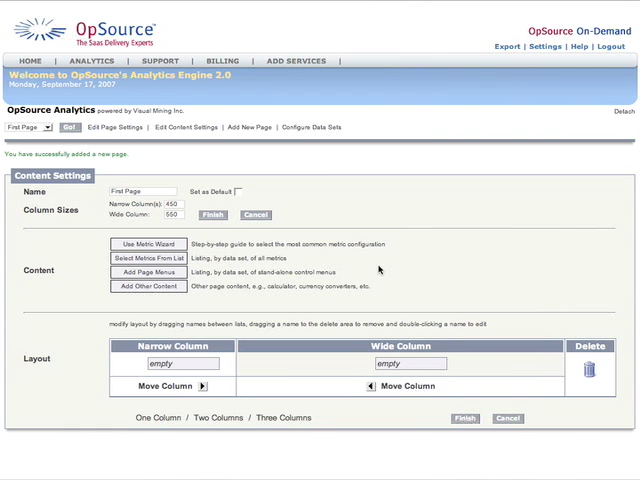 OpSource™
The Saas Delivery Experts
OpSource On-Demand
Export | Settings | Help | Logout
HOME | ANALYTICS | SUPPORT | BILLING | ADD SERVICES |
Welcome to OpSource's Analytics Engine 2.0
Monday, September 17, 2007
OpSource Analytics powered by Visual Mining Inc.
Detach
First Page Go! Edit Page Settings | Edit Content Settings | Add New Page | Configure Data Sets
You have successfully added a new page.
Content Settings
Name First Page Set as Default
Column Sizes
Narrow Column(s): 450
Wide Column: 550 Finish Cancel
Content
Use Metric Wizard Step-by-step guide to select the most common metric configuration
Select Metrics From List Listing, by data set, of all metrics
Add Page Menus Listing, by data set, of stand-alone control menus
Add Other Content Other page content, e.g., calculator, currency converters, etc.
modify layout by dragging names between lists, dragging a name to the delete area to remove and double-clicking a name to edit
Layout
Narrow Column Wide Column Delete
empty empty
Move Column Move Column
One Column / Two Columns / Three Columns Finish Cancel